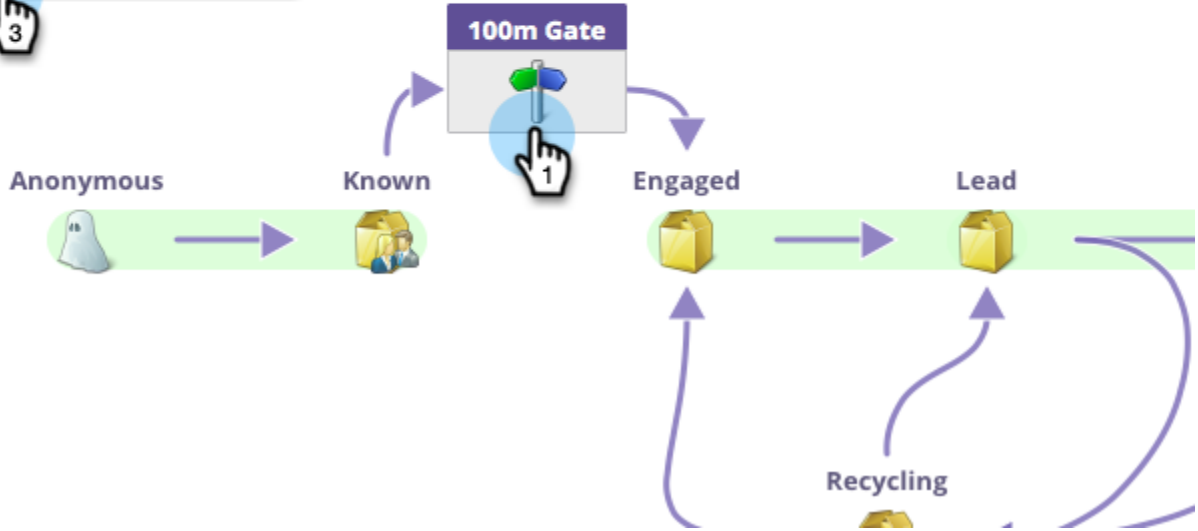 3
100m Gate
1
Anonymous
Known
Engaged
Lead
Recycling